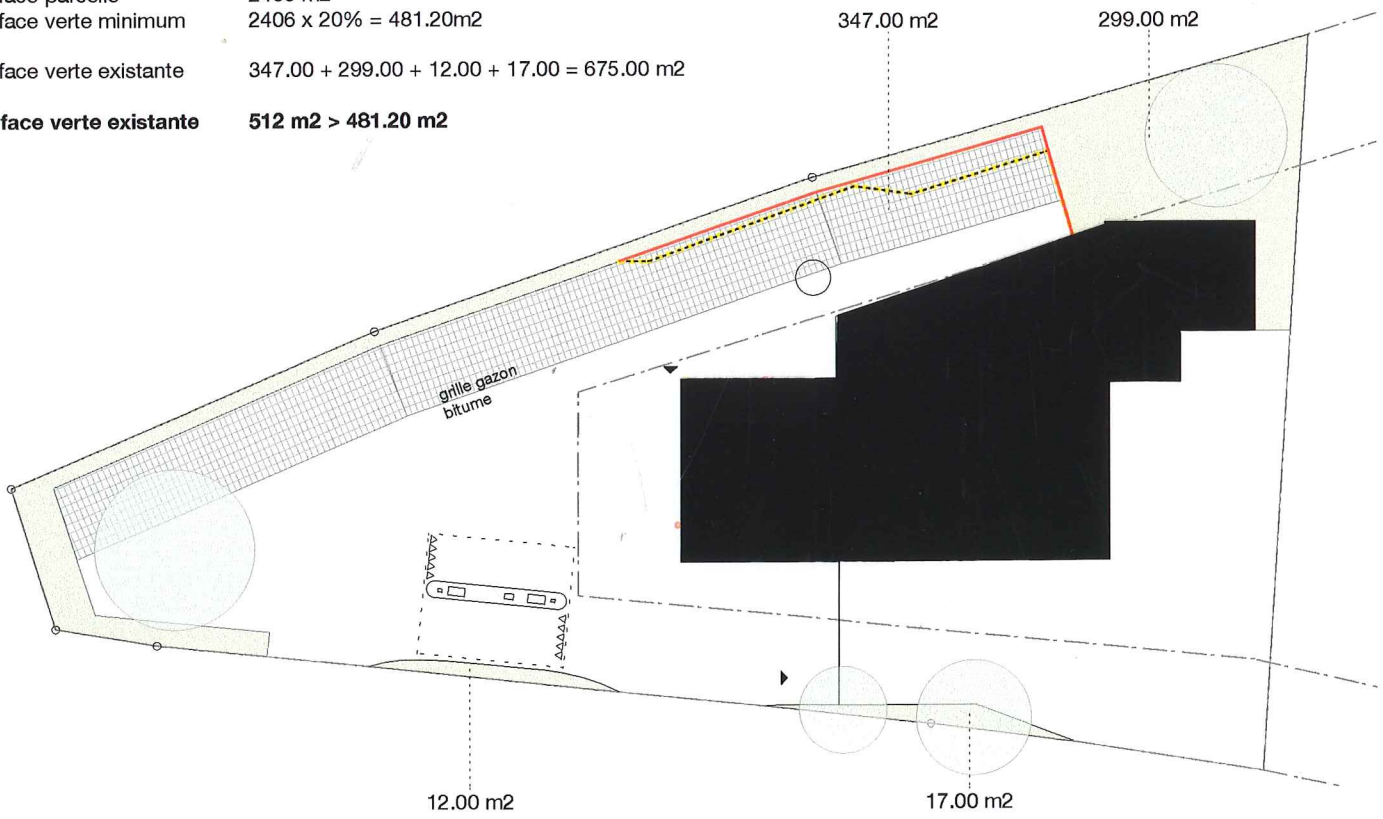 face verte minimum 2406 x 20% = 481.20m2
347.00 m2
299.00 m2
face verte existante 347.00 + 299.00 + 12.00 + 17.00 = 675.00 m2
face verte existante 512 m2 > 481.20 m2
grille gazon
bitume
12.00 m2
17.00 m2